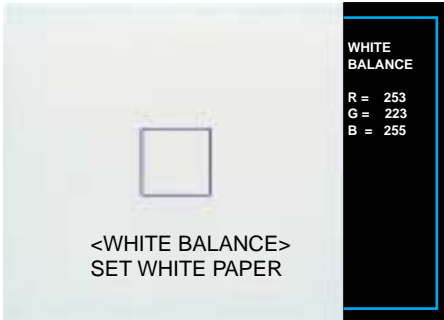 <WHITE BALANCE>
SET WHITE PAPER
WHITE
BALANCE
R = 253
G = 223
B = 255